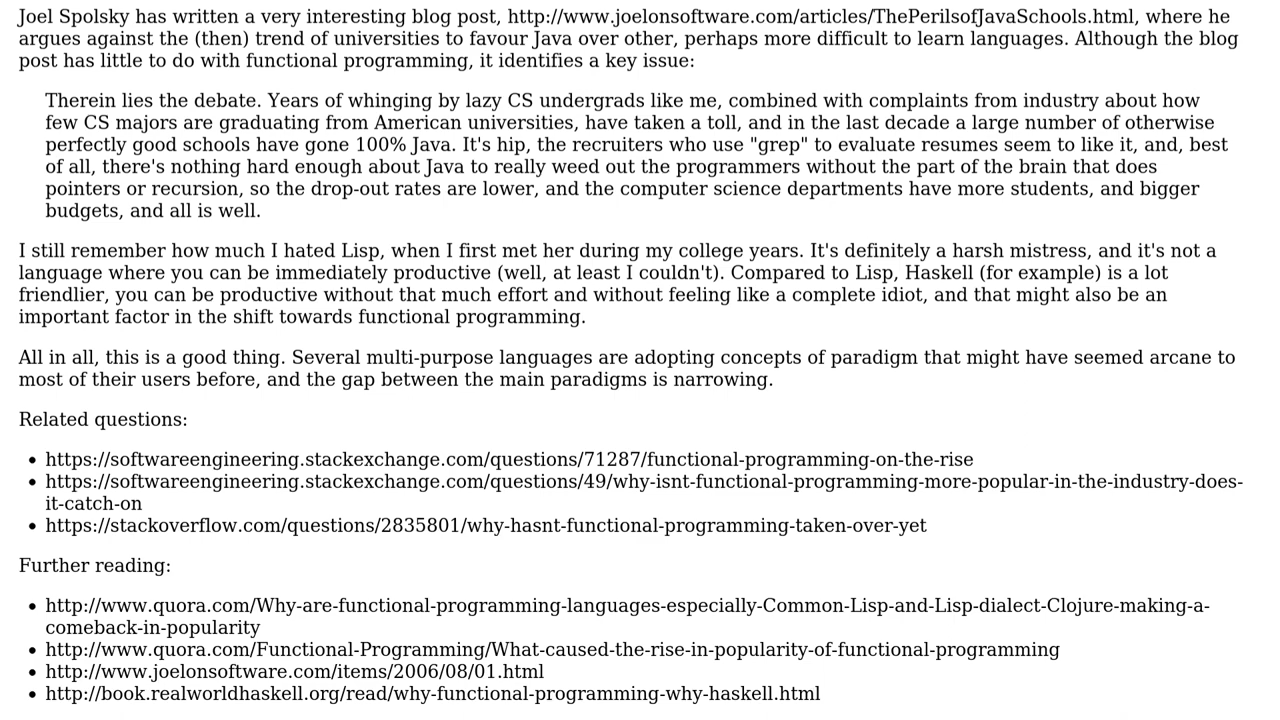 Joel Spolsky has written a very interesting blog post, http://www.joelonsoftware.com/articles/ThePerilsofJavaSchools.html, where he
argues against the (then) trend of universities to favour Java over other, perhaps more difficult to learn languages. Although the blog
post has little to do with functional programming, it identifies a key issue:
Therein lies the debate. Years of whinging by lazy CS undergrads like me, combined with complaints from industry about how
few CS majors are graduating from American universities, have taken a toll, and in the last decade a large number of otherwise
perfectly good schools have gone 100% Java. It's hip, the recruiters who use "grep" to evaluate resumes seem to like it, and, best
of all, there's nothing hard enough about Java to really weed out the programmers without the part of the brain that does
pointers or recursion, so the drop-out rates are lower, and the computer science departments have more students, and bigger
budgets, and all is well.
I still remember how much I hated Lisp, when I first met her during my college years. It's definitely a harsh mistress, and it's not a
language where you can be immediately productive (well, at least I couldn't). Compared to Lisp, Haskell (for example) is a lot
friendlier, you can be productive without that much effort and without feeling like a complete idiot, and that might also be an
important factor in the shift towards functional programming.
All in all, this is a good thing. Several multi-purpose languages are adopting concepts of paradigm that might have seemed arcane to
most of their users before, and the gap between the main paradigms is narrowing.
Related questions:
• https://softwareengineering.stackexchange.com/questions/71287/functional-programming-on-the-rise
• https://softwareengineering.stackexchange.com/questions/49/why-isnt-functional-programming-more-popular-in-the-industry-does-
it-catch-on
• https://stackoverflow.com/questions/2835801/why-hasnt-functional-programming-taken-over-yet
Further reading:
• http://www.quora.com/Why-are-functional-programming-languages-especially-Common-Lisp-and-Lisp-dialect-Clojure-making-a-
comeback-in-popularity
• http://www.quora.com/Functional-Programming/What-caused-the-rise-in-popularity-of-functional-programming
• http://www.joelonsoftware.com/items/2006/08/01.html
• http://book.realworldhaskell.org/read/why-functional-programming-why-haskell.html